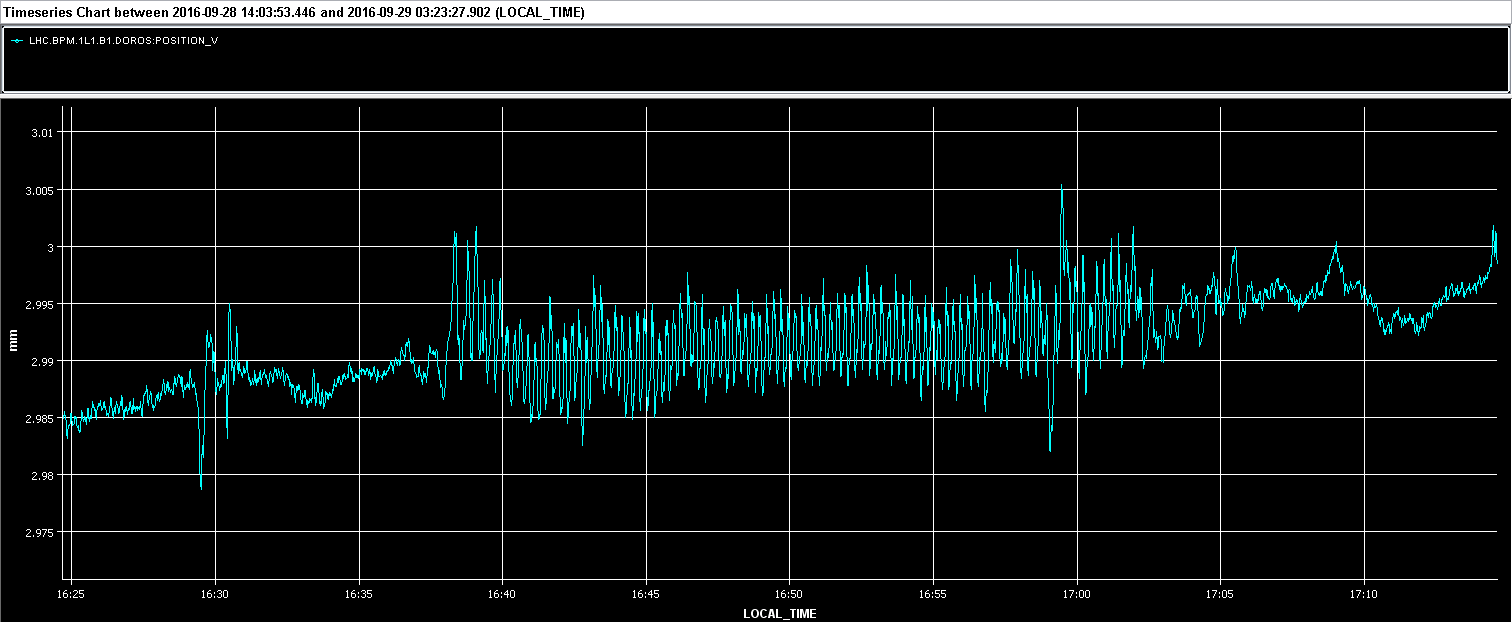 Timeseries Chart between 2016-09-28 14:03:53.446 and 2016-09-29 03:23:27.902 (LOCAL_TIME)
LHC.BPM.1L1.B1.DOROS:POSITION_V
3.01
3.005
3
2.995
2.99
2.985
2.98
2.975
mm
16:25 16:30 16:35 16:40 16:45 16:50 16:55 17:00 17:05 17:10
LOCAL_TIME